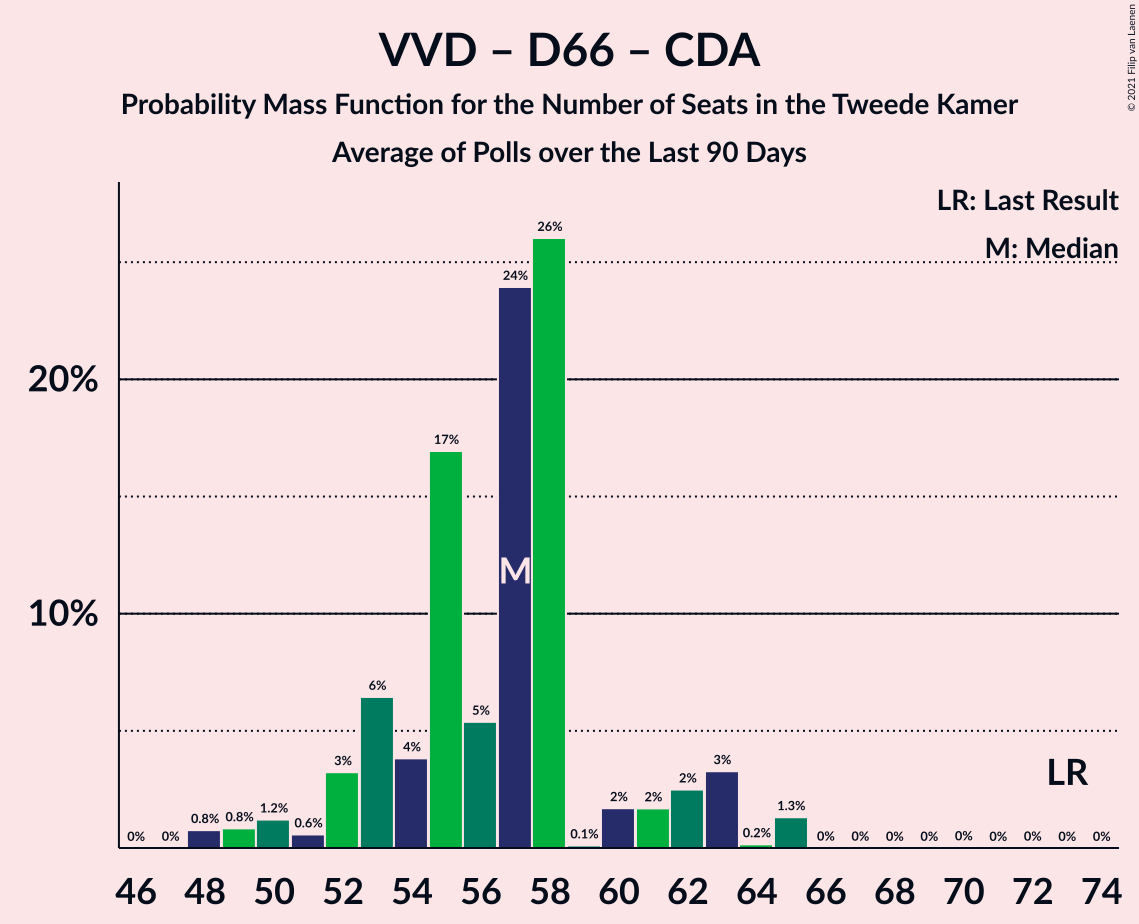 VVD – D66 – CDA
Probability Mass Function for the Number of Seats in the Tweede Kamer
Average of Polls over the Last 90 Days
© 2021 Filip van Laenen
LR: Last Result
M: Median
20%
10%
0% 0% 0.8% 0.8% 1.2% 0.6% 3% 6% 4% 17% 5% 24% 26% 0.1% 2% 2% 2% 3% 0.2% 1.3% 0% 0% 0% 0% 0% 0% 0% 0% 0%
M
LR
46 48 50 52 54 56 58 60 62 64 66 68 70 72 74